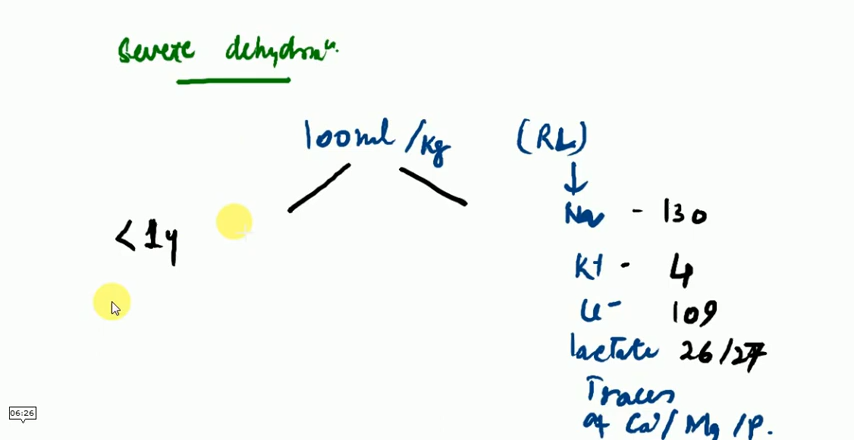 Severe dehydraⁿ.
100ml/Kg (RL)
<1y
Na - 130
K+ - 4
Cl- 109
lactate 26/27
Traces
of Ca/Mg/P.
06:26